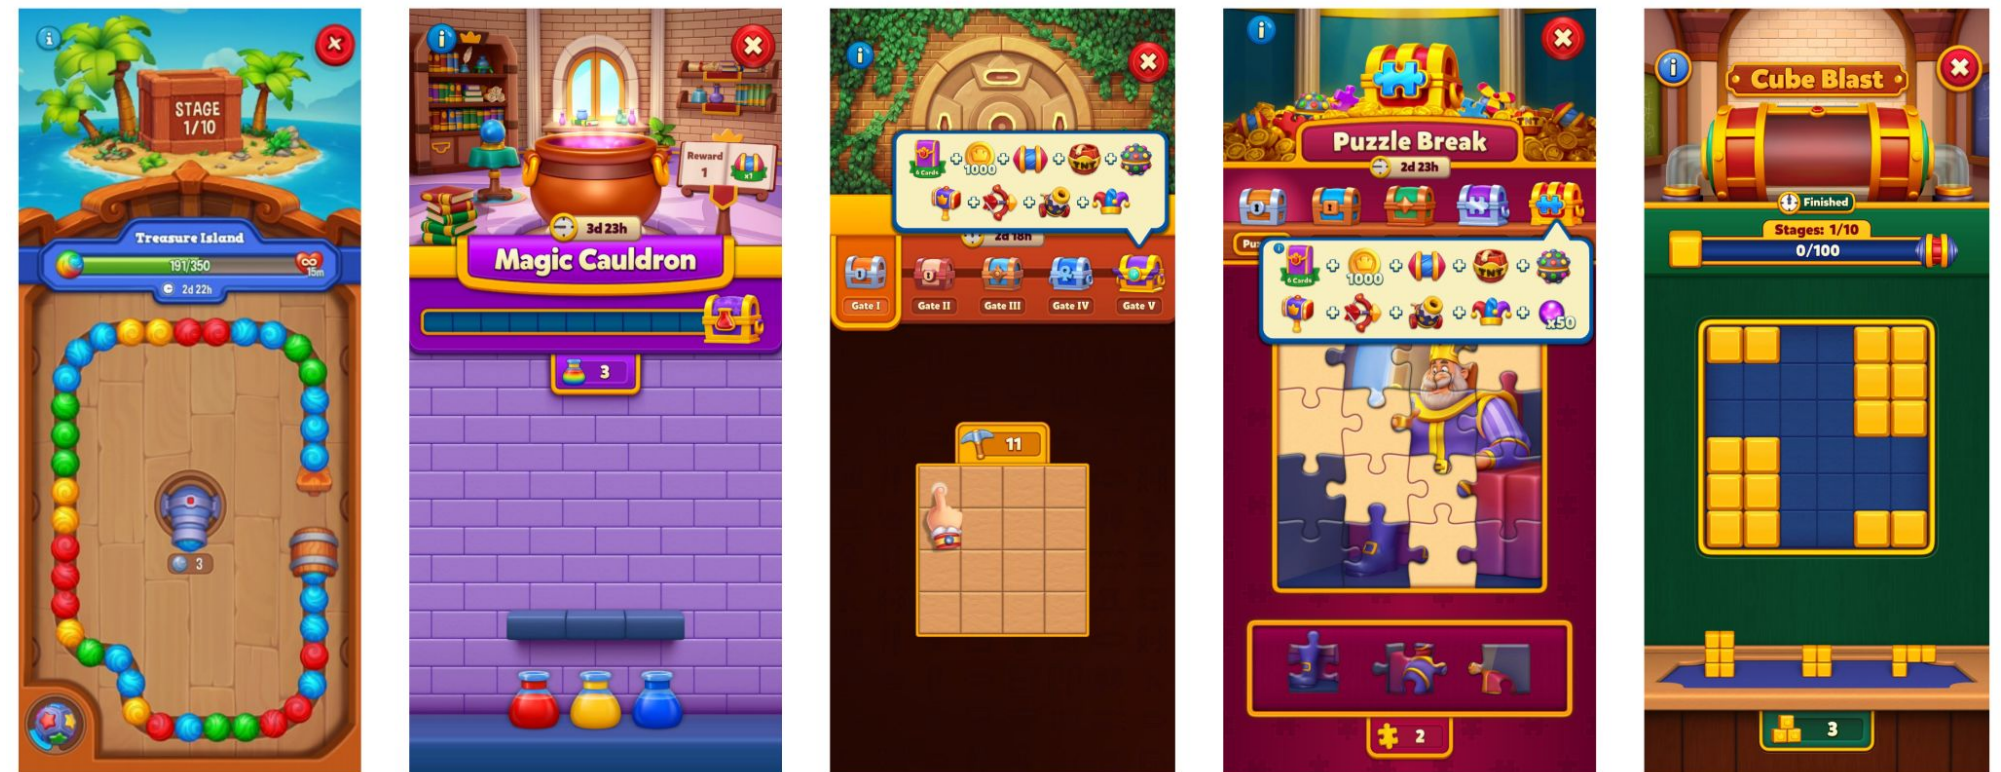 STAGE
1/10
Treasure Island
191/350
15m
2d 22h
3
Reward
1
x1
3d 23h
Magic Cauldron
3
6 Cards
1000
TNT
2d 18h
Gate I
Gate II
Gate III
Gate IV
Gate V
11
TNT
Puzzle Break
2d 23h
6 Cards
1000
TNT
x50
2
Cube Blast
Finished
Stages: 1/10
0/100
3